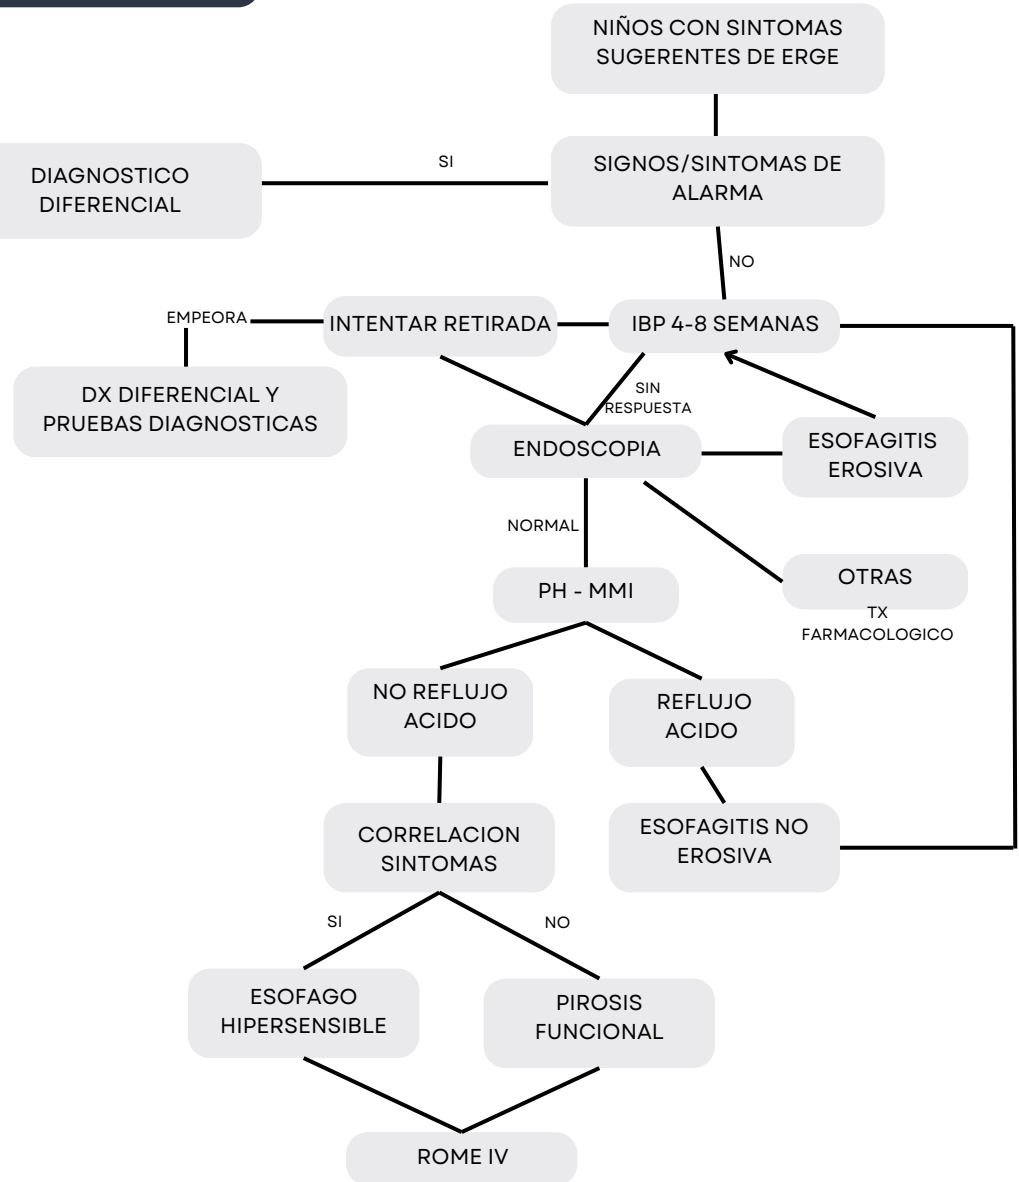 NIÑOS CON SINTOMAS
SUGERENTES DE ERGE
SI
SIGNOS/SINTOMAS DE
ALARMA
DIAGNOSTICO
DIFERENCIAL
NO
EMPEORA
INTENTAR RETIRADA
IBP 4-8 SEMANAS
DX DIFERENCIAL Y
PRUEBAS DIAGNOSTICAS
SIN
RESPUESTA
ENDOSCOPIA
ESOFAGITIS
EROSIVA
NORMAL
PH - MMI
OTRAS
TX
FARMACOLOGICO
NO REFLUJO
ACIDO
REFLUJO
ACIDO
CORRELACION
SINTOMAS
ESOFAGITIS NO
EROSIVA
SI
NO
ESOFAGO
HIPERSENSIBLE
PIROSIS
FUNCIONAL
ROME IV